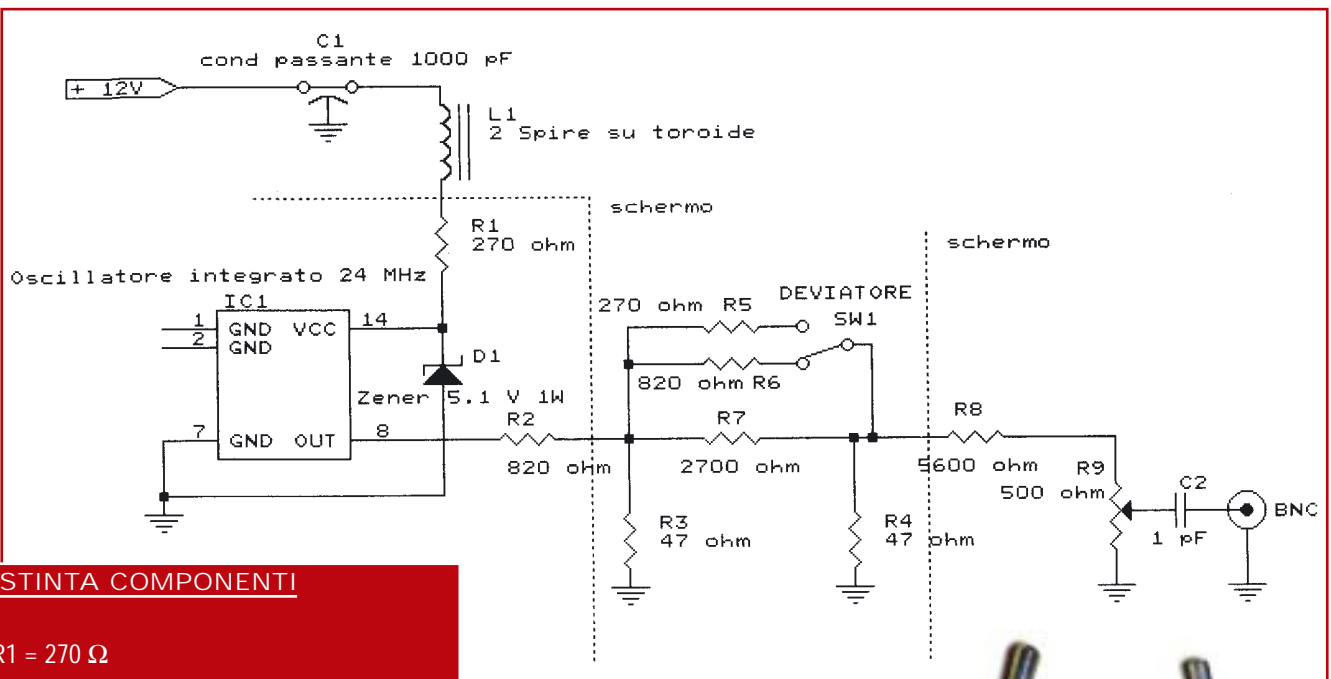 C1
cond passante 1000 pF
+ 12V
L1
2 Spire su toroide
schermo
R1
270 ohm
schermo
Oscillatore integrato 24 MHz
IC1
1 GND VCC 14
2 GND
7 GND OUT 8
D1
Zener 5.1 V 1W
R2
820 ohm
270 ohm R5
DEVIATORE
SW1
820 ohm R6
R7
2700 ohm
R3
47 ohm
R4
47 ohm
R8
5600 ohm
R9
500 ohm
C2
1 pF
BNC
STINTA COMPONENTI
R1 = 270 Ω